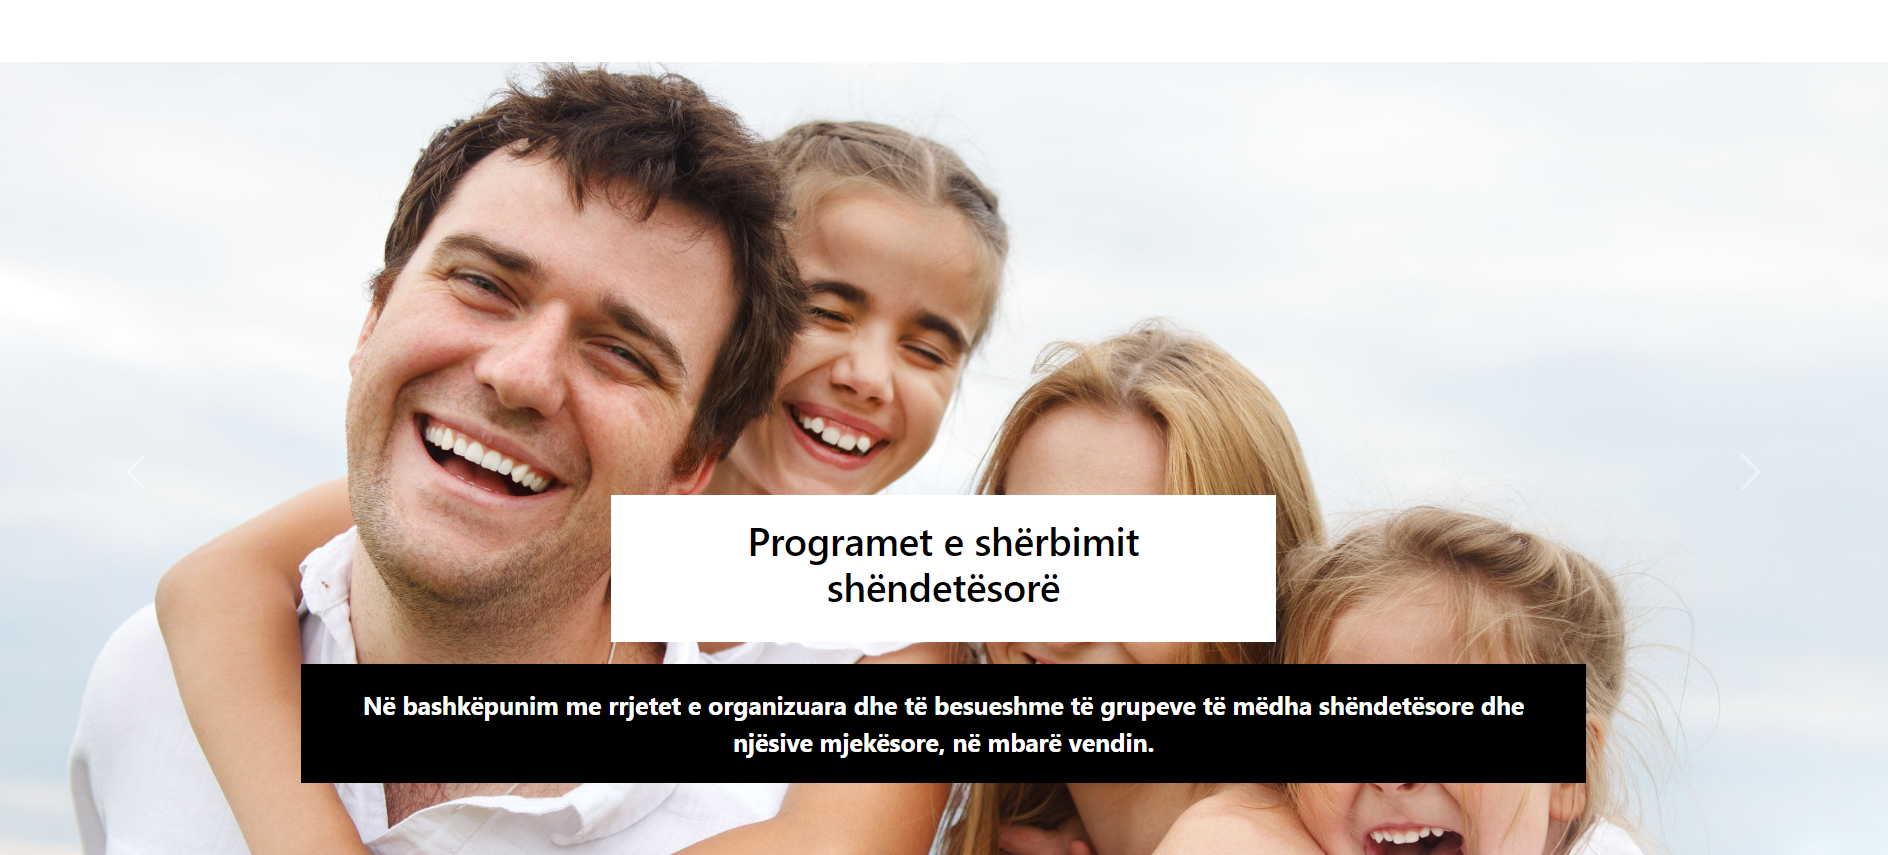 Programet e shërbimit
shëndetësorë
Në bashkëpunim me rrjetet e organizuara dhe të besueshme të grupeve të mëdha shëndetësore dhe
njësive mjekësore, në mbarë vendin.